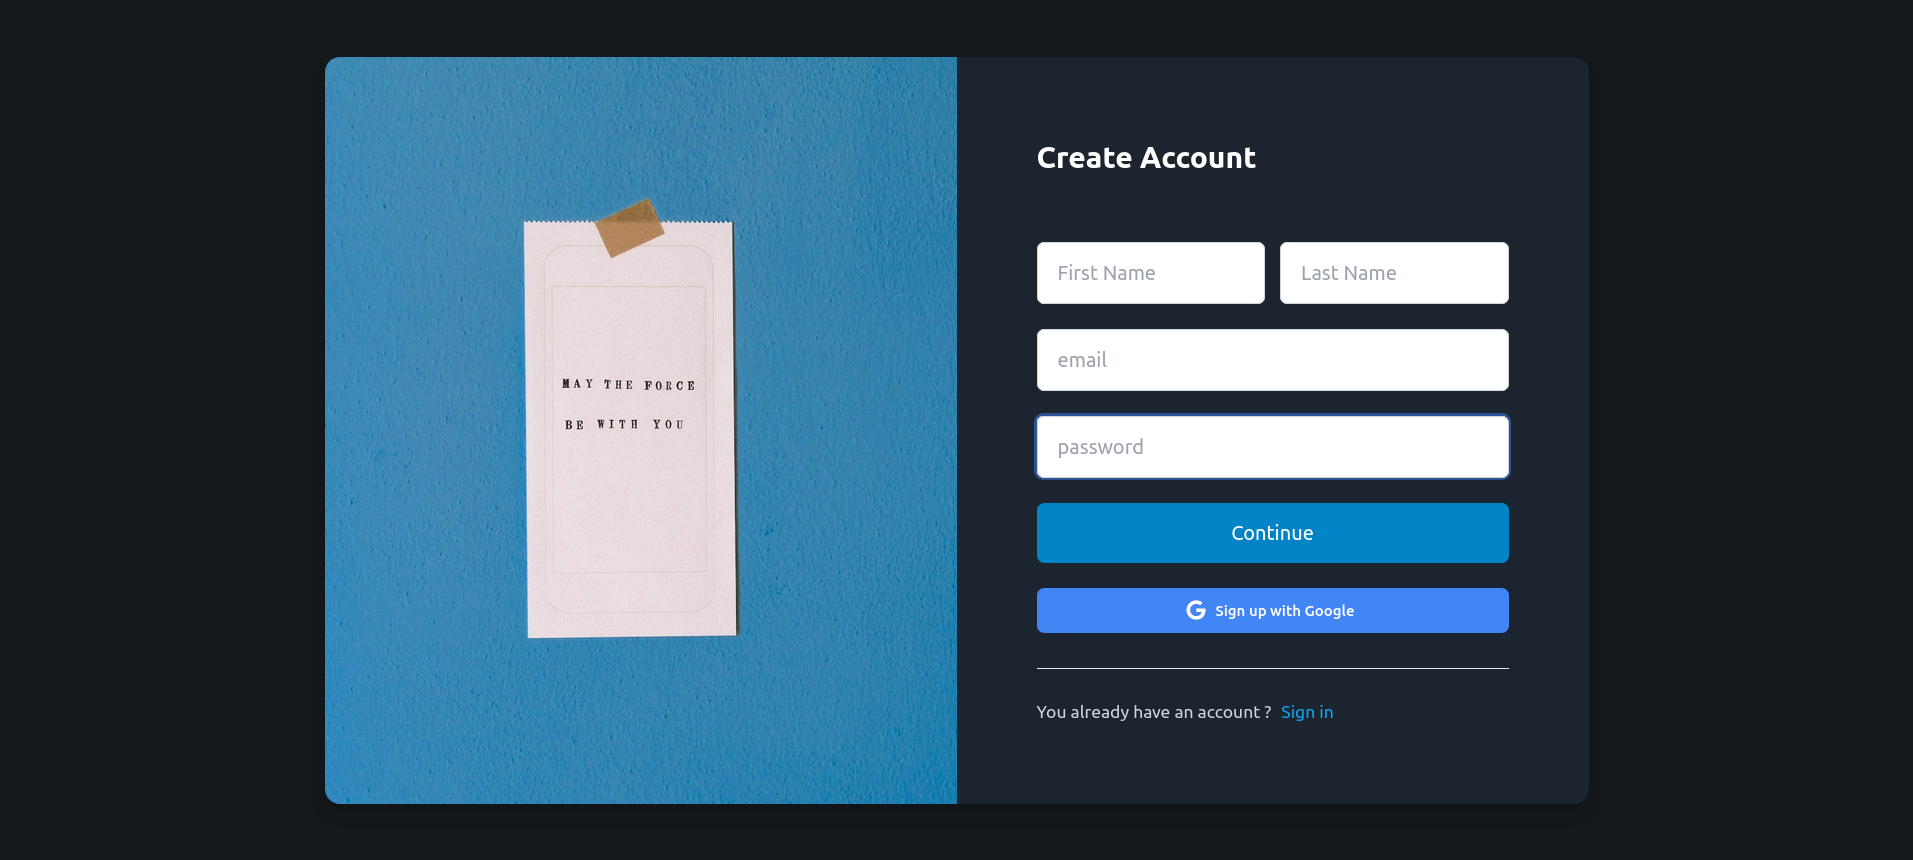 MAY THE FORCE
BE WITH YOU
Create Account
First Name
Last Name
email
password
Continue
Sign up with Google
You already have an account ? Sign in